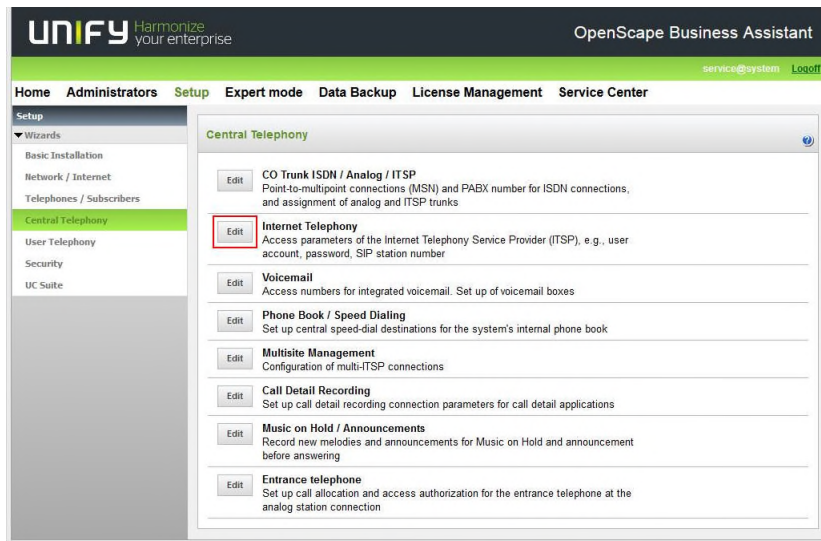 UNIFY Harmonize
your enterprise
OpenScape Business Assistant
service@system Logoff
Home Administrators Setup Expert mode Data Backup License Management Service Center
Setup
Wizards
Basic Installation
Network / Internet
Telephones / Subscribers
Central Telephony
User Telephony
Security
UC Suite
Central Telephony
?
Edit
CO Trunk ISDN / Analog / ITSP
Point-to-multipoint connections (MSN) and PABX number for ISDN connections,
and assignment of analog and ITSP trunks
Edit
Internet Telephony
Access parameters of the Internet Telephony Service Provider (ITSP), e.g., user
account, password, SIP station number
Edit
Voicemail
Access numbers for integrated voicemail. Set up of voicemail boxes
Edit
Phone Book / Speed Dialing
Set up central speed-dial destinations for the system's internal phone book
Edit
Multisite Management
Configuration of multi-ITSP connections
Edit
Call Detail Recording
Set up call detail recording connection parameters for call detail applications
Edit
Music on Hold / Announcements
Record new melodies and announcements for Music on Hold and announcement
before answering
Edit
Entrance telephone
Set up call allocation and access authorization for the entrance telephone at the
analog station connection